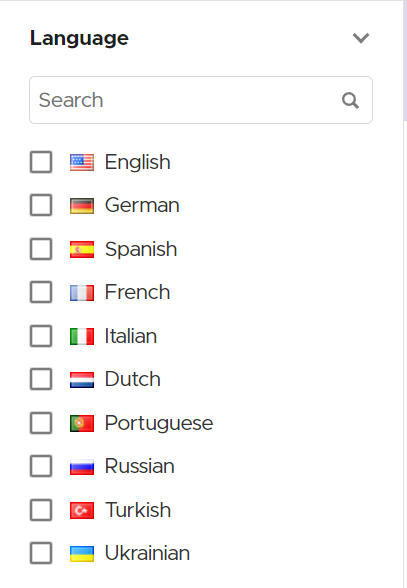 Language
Search
English
German
Spanish
French
Italian
Dutch
Portuguese
Russian
Turkish
Ukrainian